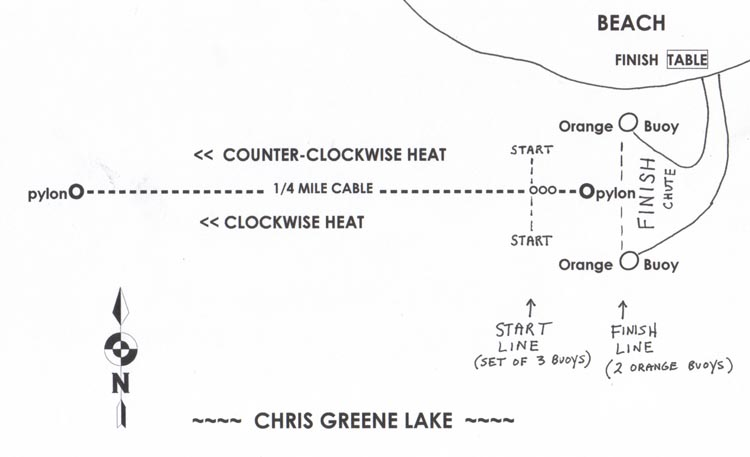 BEACH
FINISH TABLE
Orange Buoy
START
<< COUNTER-CLOCKWISE HEAT
pylon 1/4 MILE CABLE pylon
<< CLOCKWISE HEAT
START
FINISH
CHUTE
Orange Buoy
START
LINE
(SET OF 3 BUOYS)
FINISH
LINE
(2 ORANGE BUOYS)
N
~~~~ CHRIS GREENE LAKE ~~~~